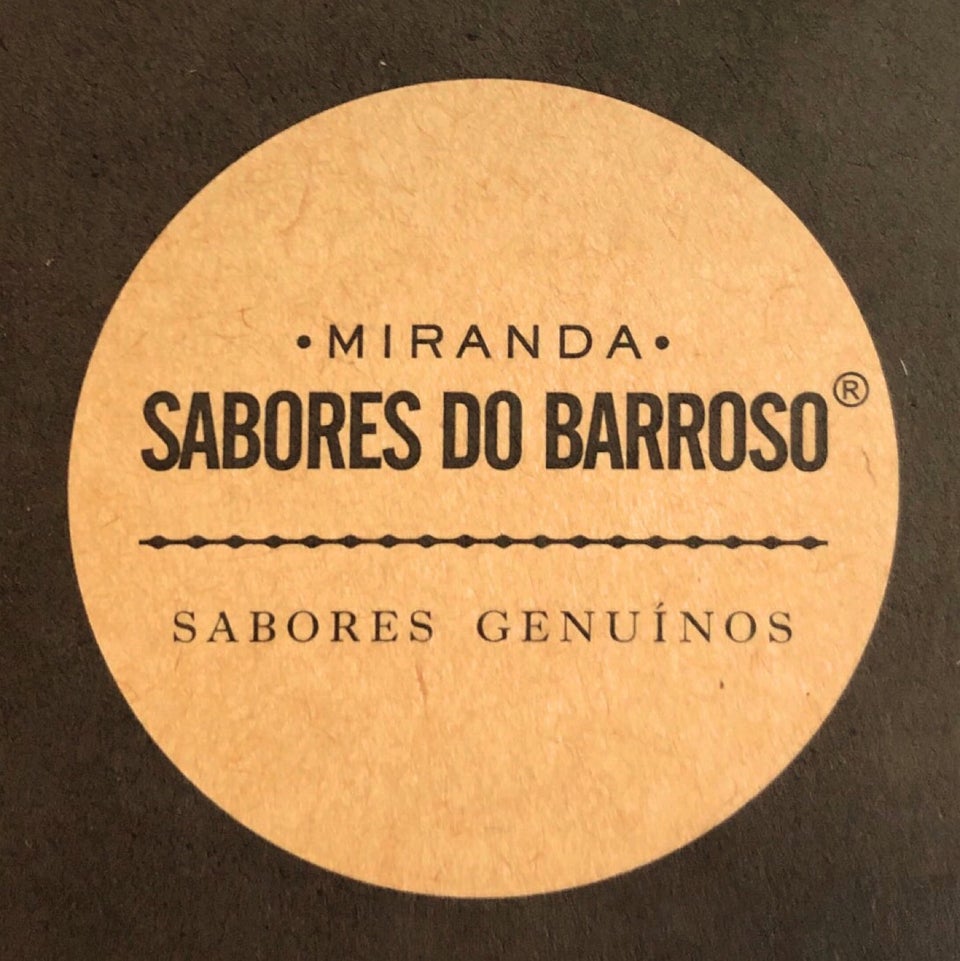 •MIRANDA•
SABORES DO BARROSO®
SABORES GENUÍNOS